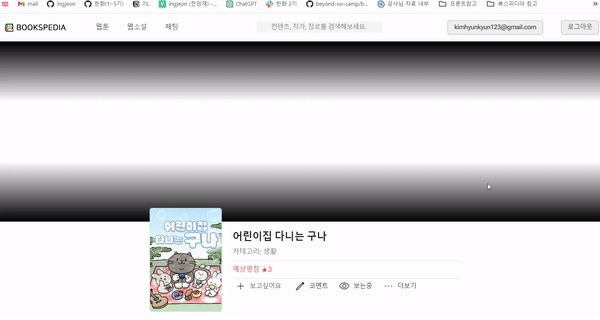 mail ingjeon 한화(1~5기) TIL ingjeon (전인재) -... ChatGPT 한화 2기 beyond-sw-camp/b... 강사님 자료 내부 프론트참고 북스피디아 참고 »
BOOKSPEDIA 웹툰 웹소설 채팅 컨텐츠, 작가, 장르를 검색해보세요. kimhyunkyun123@gmail.com 로그아웃
어린이집
다니는 구나
어린이집 다니는 구나
카테고리: 생활
예상평점 ★3
보고싶어요 코멘트 보는중 ··· 더보기